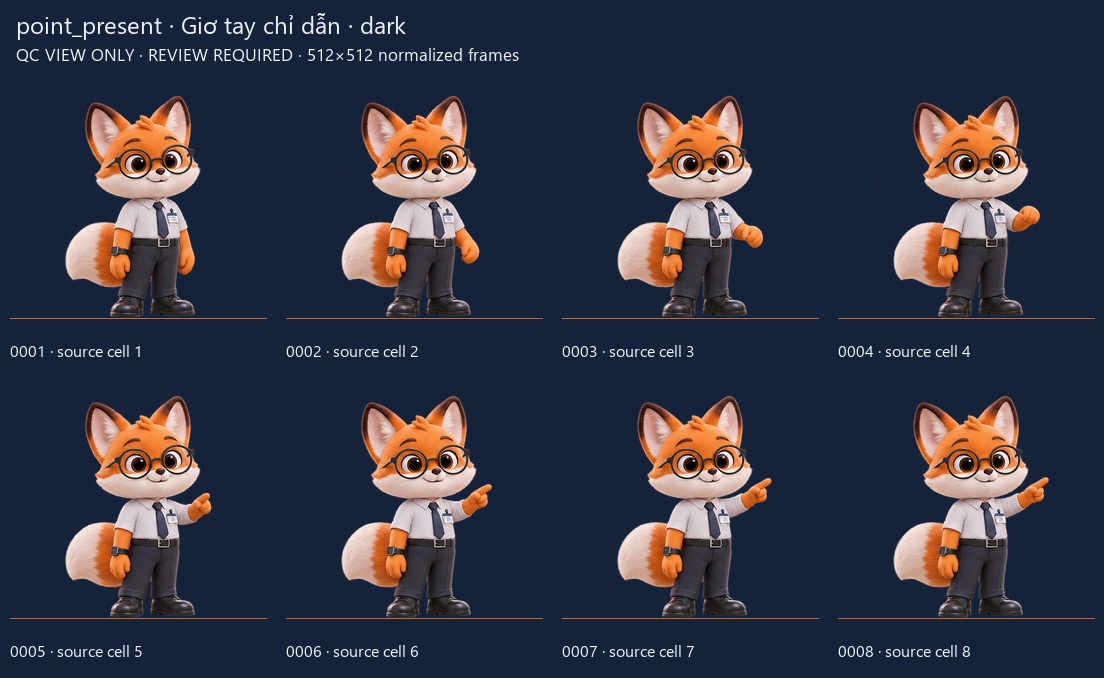 point_present · Giơ tay chỉ dẫn · dark
QC VIEW ONLY · REVIEW REQUIRED · 512×512 normalized frames
0001 · source cell 1
0002 · source cell 2
0003 · source cell 3
0004 · source cell 4
0005 · source cell 5
0006 · source cell 6
0007 · source cell 7
0008 · source cell 8